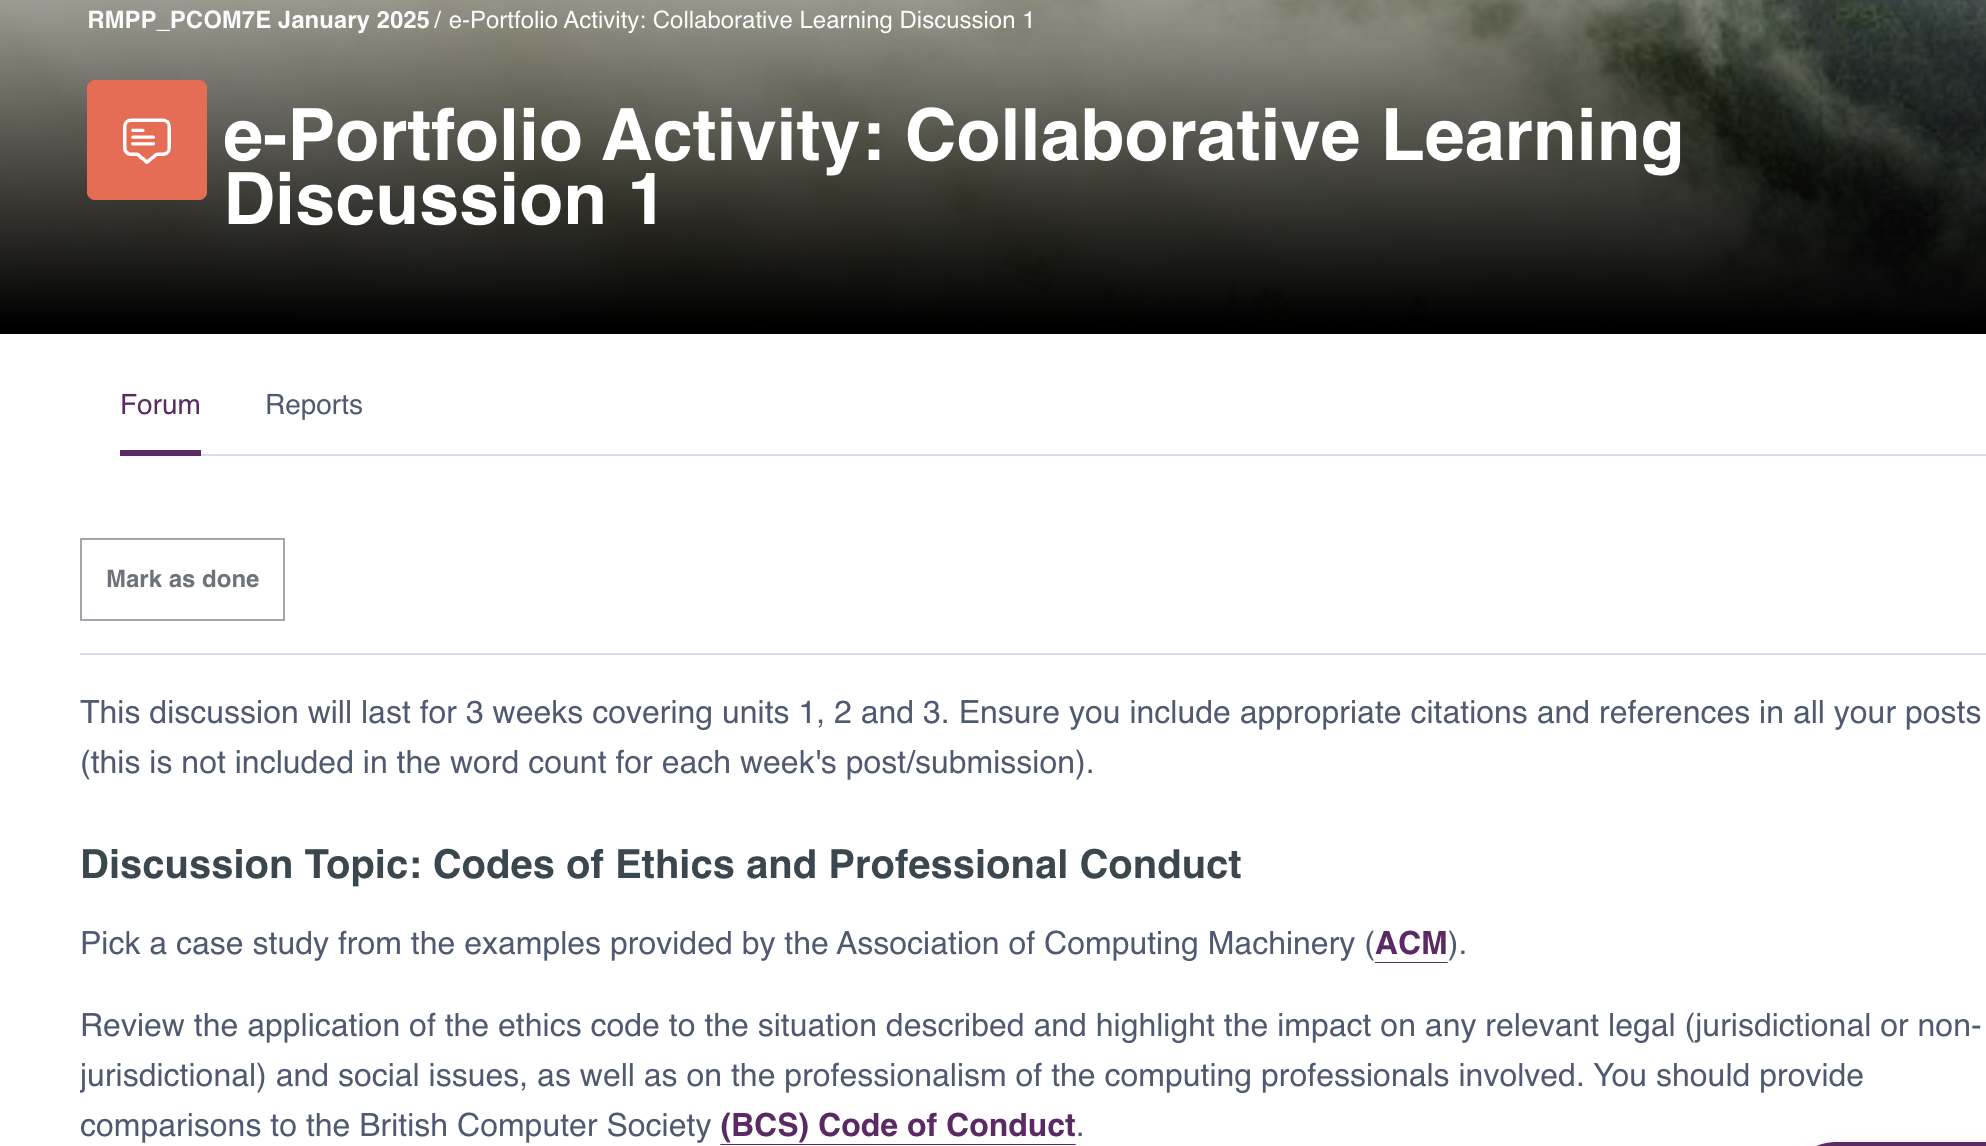 RMPP_PCOM7E January 2025 / e-Portfolio Activity: Collaborative Learning Discussion 1
e-Portfolio Activity: Collaborative Learning
Discussion 1
Forum Reports
Mark as done
This discussion will last for 3 weeks covering units 1, 2 and 3. Ensure you include appropriate citations and references in all your posts
(this is not included in the word count for each week's post/submission).
Discussion Topic: Codes of Ethics and Professional Conduct
Pick a case study from the examples provided by the Association of Computing Machinery (ACM).
Review the application of the ethics code to the situation described and highlight the impact on any relevant legal (jurisdictional or non-
jurisdictional) and social issues, as well as on the professionalism of the computing professionals involved. You should provide
comparisons to the British Computer Society (BCS) Code of Conduct.